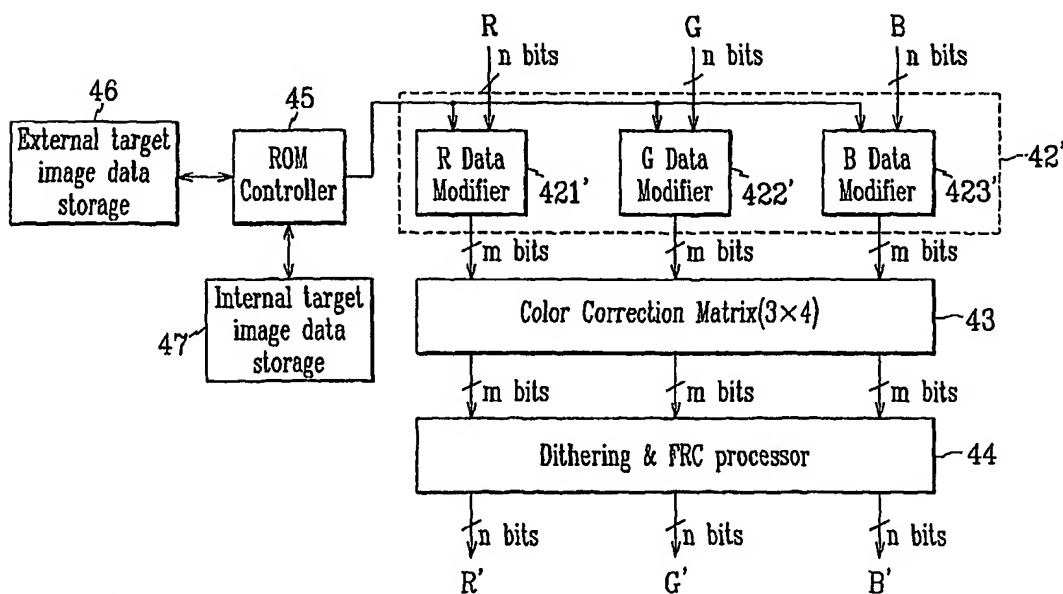 R G B
n bits n bits n bits
46 45
External target
image data
storage
ROM
Controller
R Data
Modifier
421'
G Data
Modifier
422'
B Data
Modifier
423'
42'
m bits m bits m bits
Internal target
image data
storage
47
Color Correction Matrix(3×4)
43
m bits m bits m bits
Dithering & FRC processor
44
n bits n bits n bits
R' G' B'